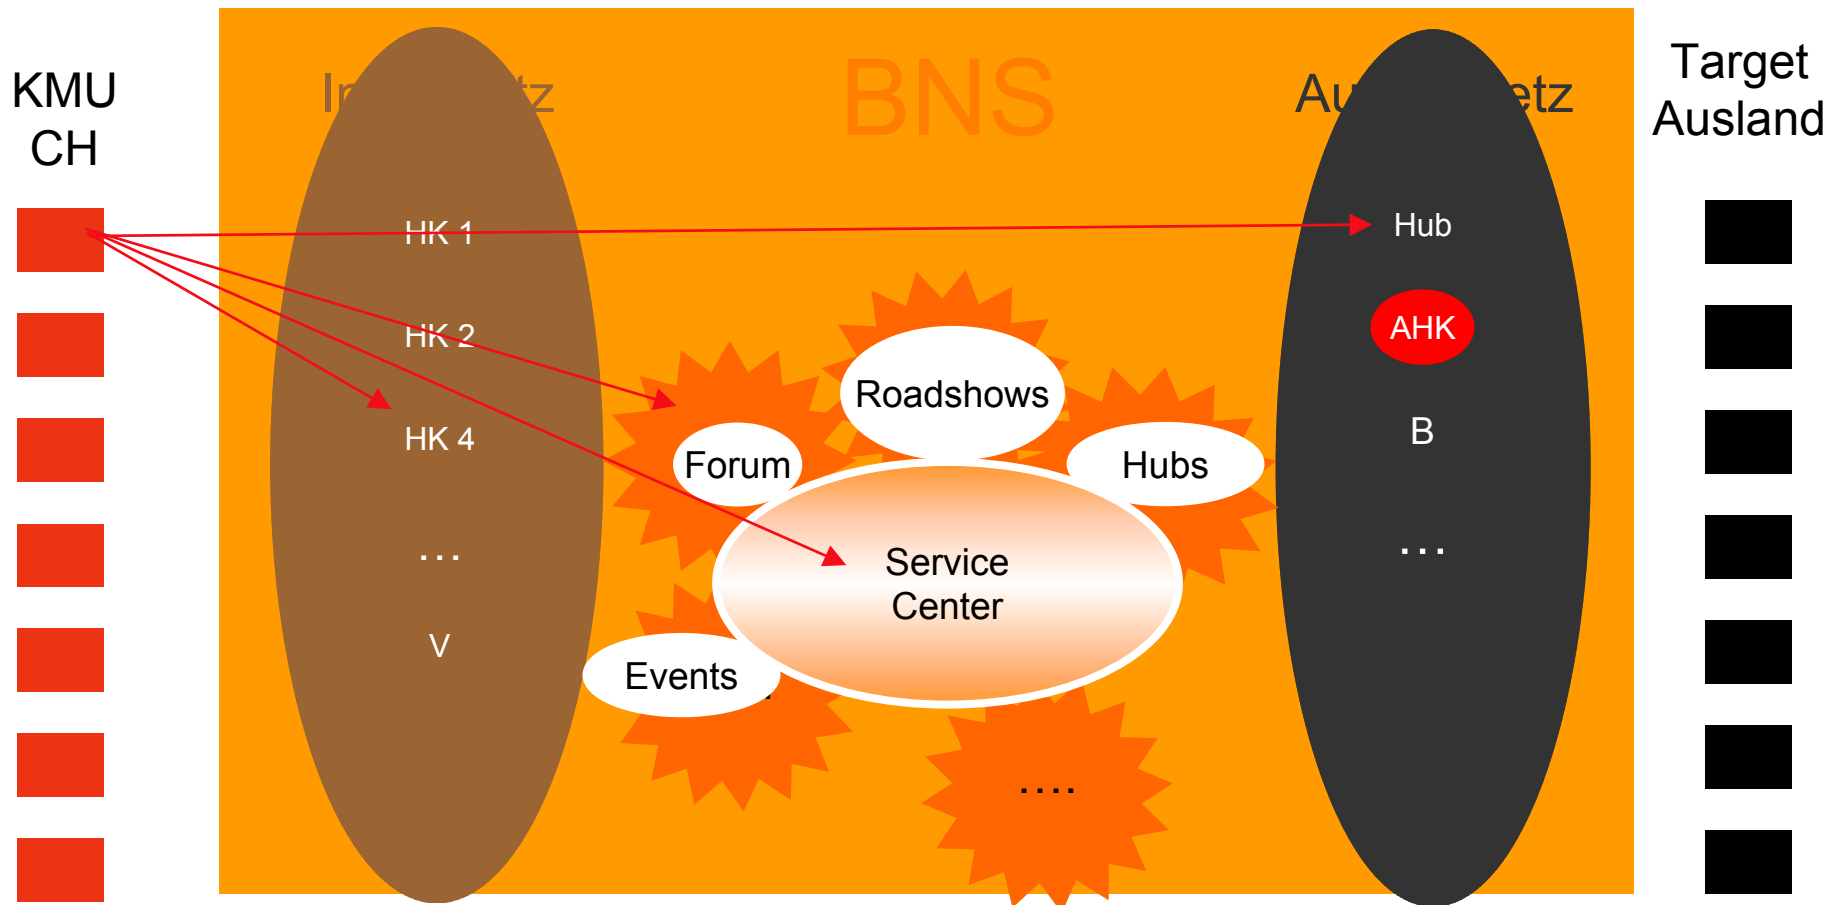 KMU
CH
BNS
Target
Ausland
HK 1
HK 2
HK 4
...
V
Forum
Roadshows
Hubs
Service
Center
Events
....
Hub
AHK
B
...